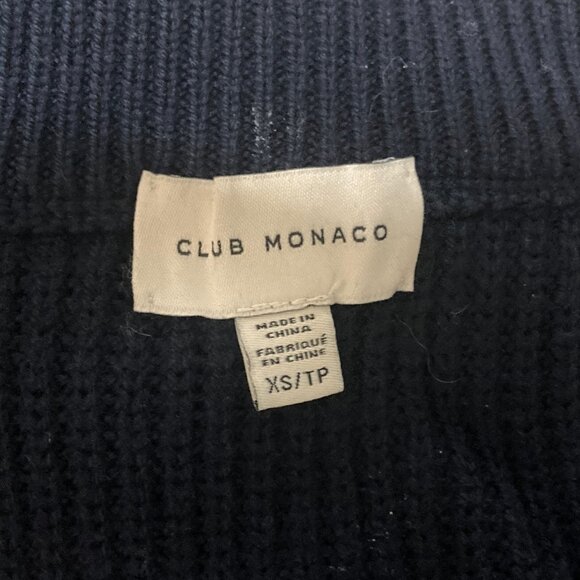 CLUB MONACO
MADE IN
CHINA
FABRIQUÉ
EN CHINE
XS/TP